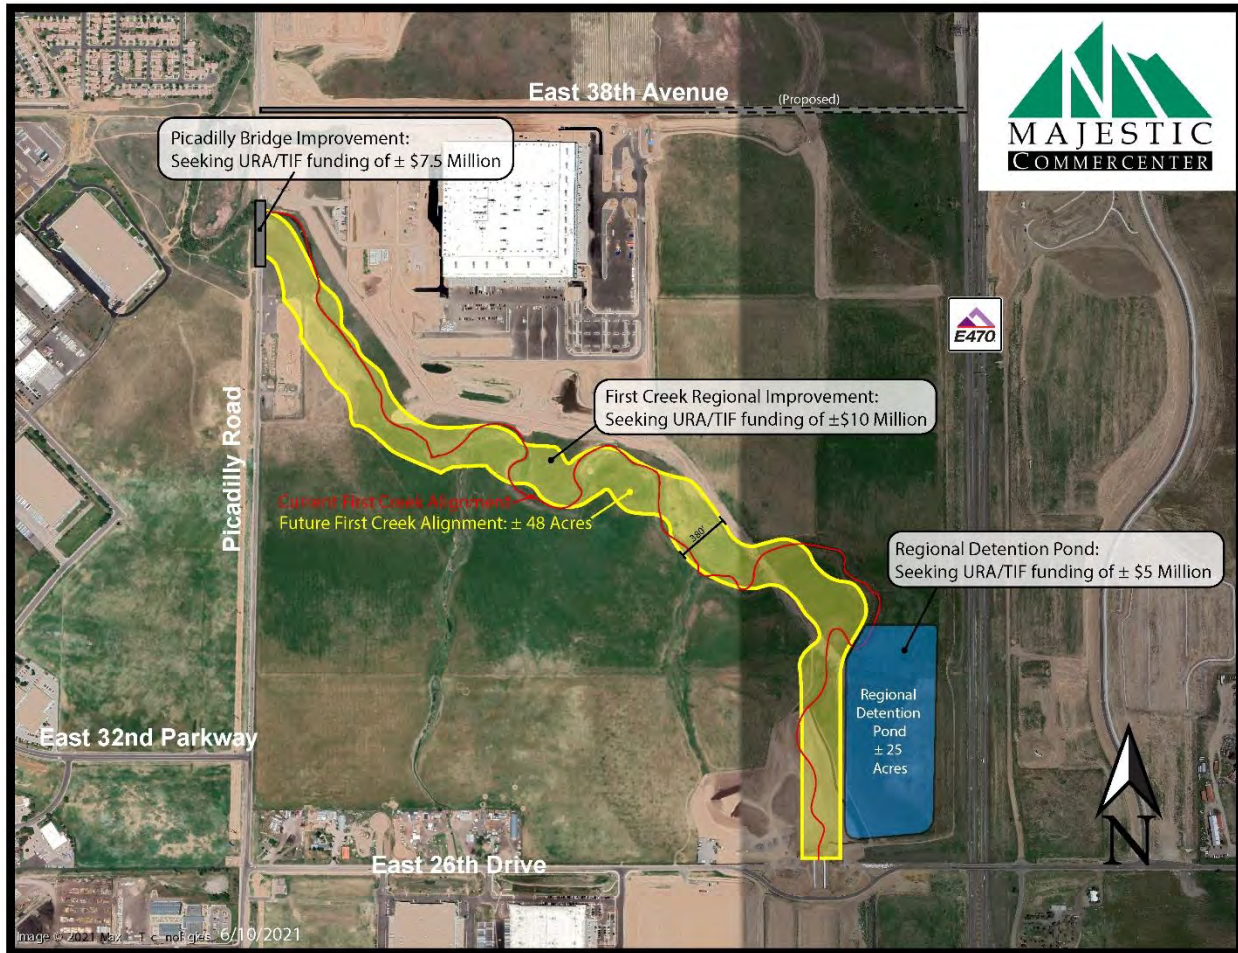 MAJESTIC
COMMERCENTER
East 38th Avenue
(Proposed)
Picadilly Bridge Improvement:
Seeking URA/TIF funding of ± $7.5 Million
E470
First Creek Regional Improvement:
Seeking URA/TIF funding of ±$10 Million
Picadilly Road
Current First Creek Alignment
Future First Creek Alignment: ± 48 Acres
380'
Regional Detention Pond:
Seeking URA/TIF funding of ± $5 Million
Regional
Detention
Pond
± 25
Acres
East 32nd Parkway
East 26th Drive
N
Image © 2021 6/10/2021